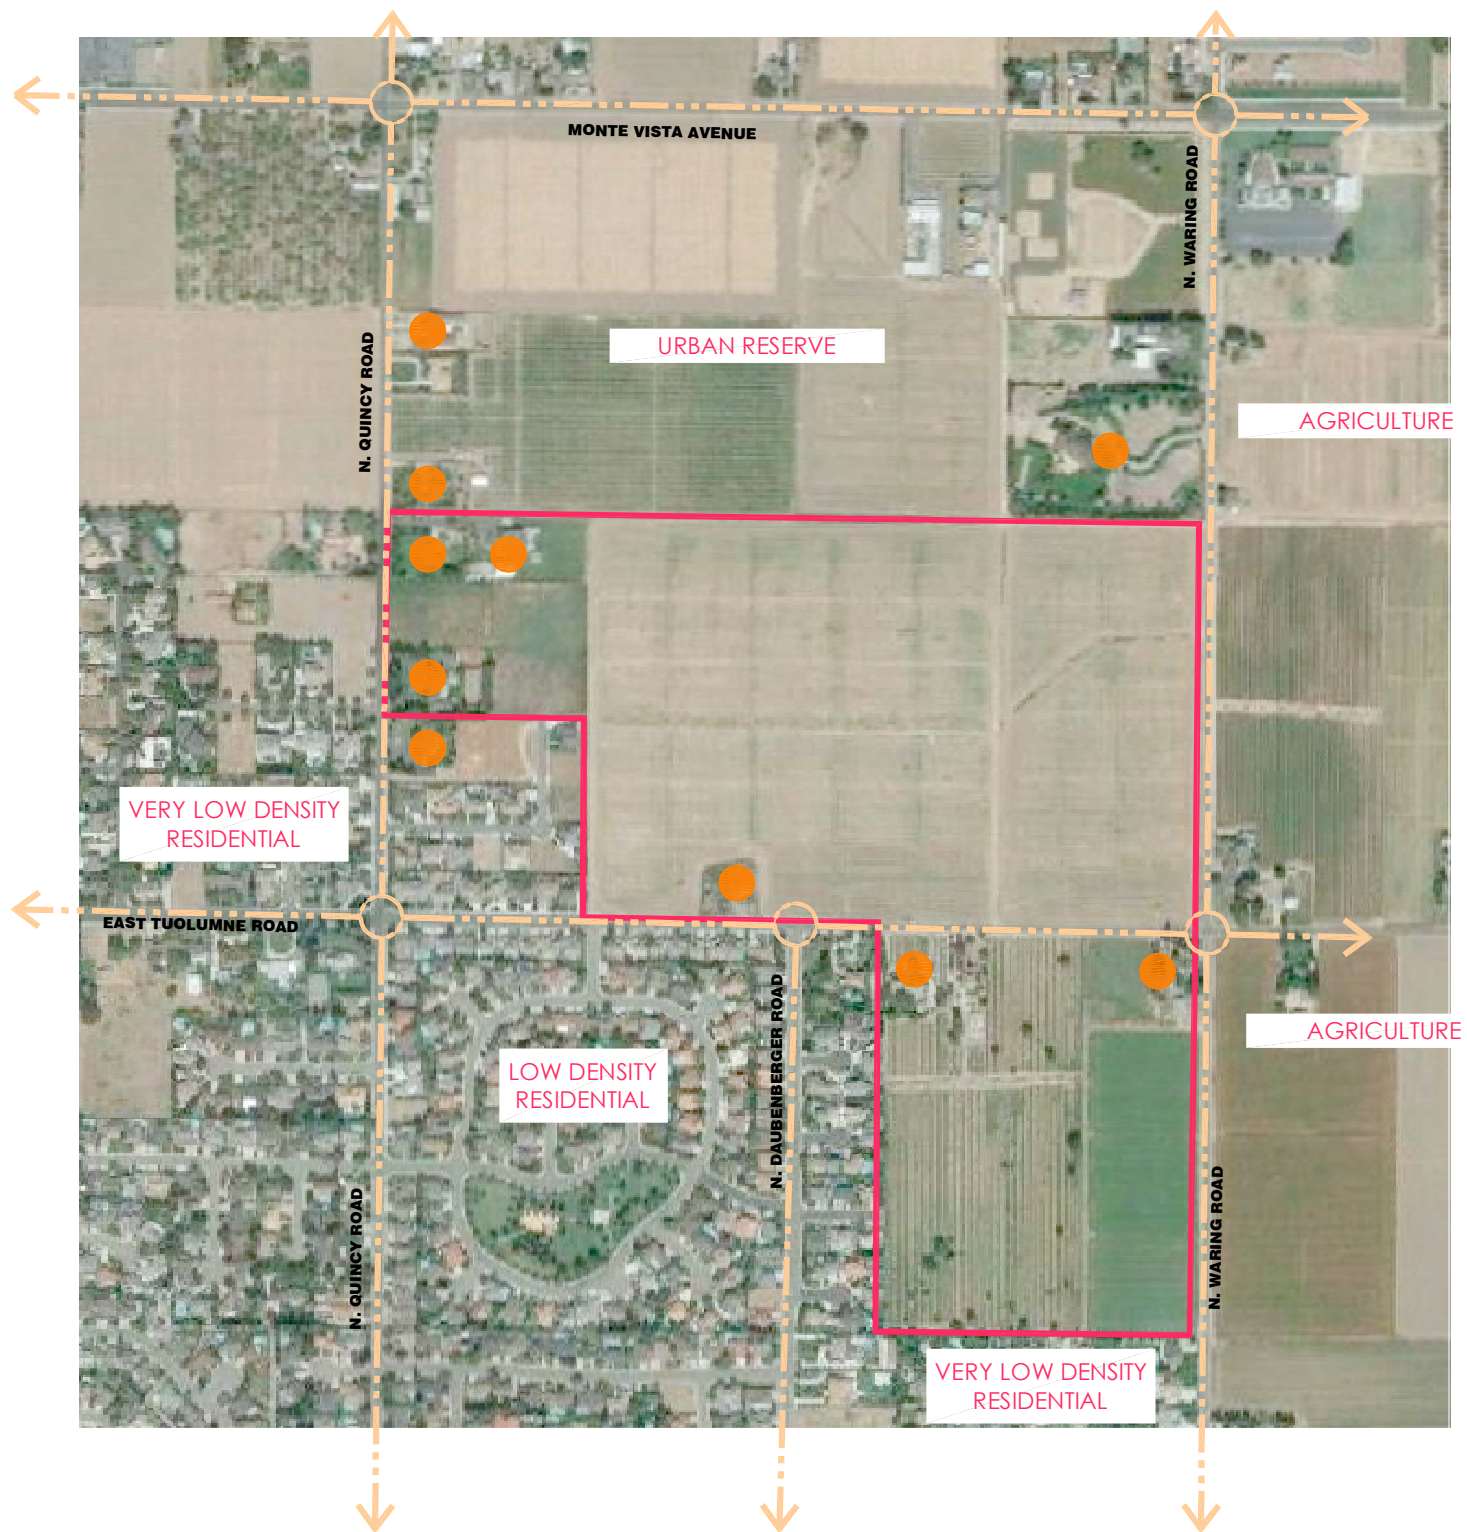 MONTE VISTA AVENUE
N. WARING ROAD
N. QUINCY ROAD
URBAN RESERVE
AGRICULTURE
VERY LOW DENSITY
RESIDENTIAL
EAST TUOLUMNE ROAD
N. DAUBENBERGER ROAD
AGRICULTURE
LOW DENSITY
RESIDENTIAL
N. QUINCY ROAD
N. WARING ROAD
VERY LOW DENSITY
RESIDENTIAL